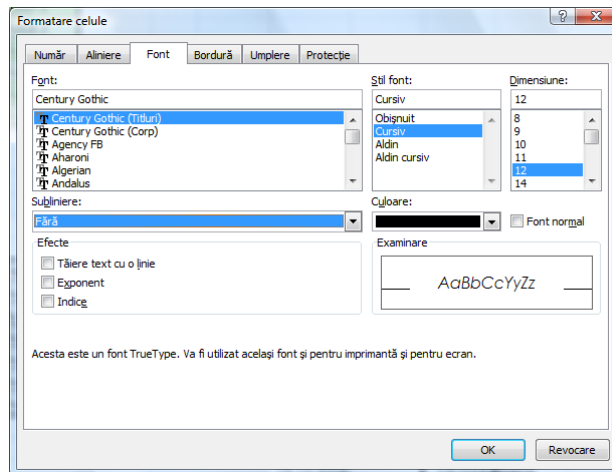 Formatare celule
Număr Aliniere Font Bordură Umplere Protecție
Font: Stil font: Dimensiune:
Century Gothic Cursiv 12
Century Gothic (Titluri) Obișnuit 8
Century Gothic (Corp) Cursiv 9
Agency FB Aldin 10
Aharoni Aldin cursiv 11
Algerian 12
Andalus 14
Subliniere: Culoare:
Fără Font normal
Efecte Examinare
Tăiere text cu o linie
Exponent AaBbCcYyZz
Indice
Acesta este un font TrueType. Va fi utilizat același font și pentru imprimantă și pentru ecran.
OK Revocare